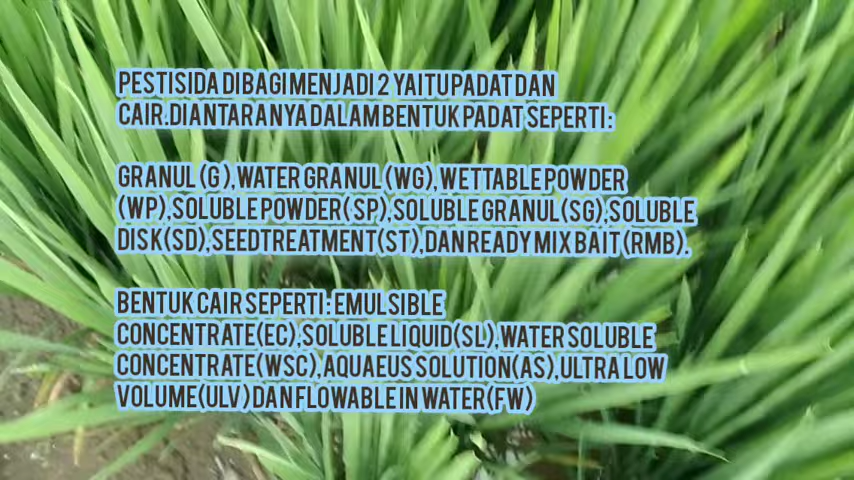 PESTISIDA DIBAGI MENJADI 2 YAITU PADAT DAN
CAIR.DIANTARANYA DALAM BENTUK PADAT SEPERTI:
GRANUL (G),WATER GRANUL (WG),WETTABLE POWDER
(WP),SOLUBLE POWDER(SP),SOLUBLE GRANUL(SG),SOLUBLE
DISK(SD),SEED TREATMENT(ST),DAN READY MIX BAIT(RMB).
BENTUK CAIR SEPERTI: EMULSIBLE
CONCENTRATE(EC),SOLUBLE LIQUID(SL),WATER SOLUBLE
CONCENTRATE(WSC),AQUAEUS SOLUTION(AS),ULTRA LOW
VOLUME(ULV) DAN FLOWABLE IN WATER(FW)